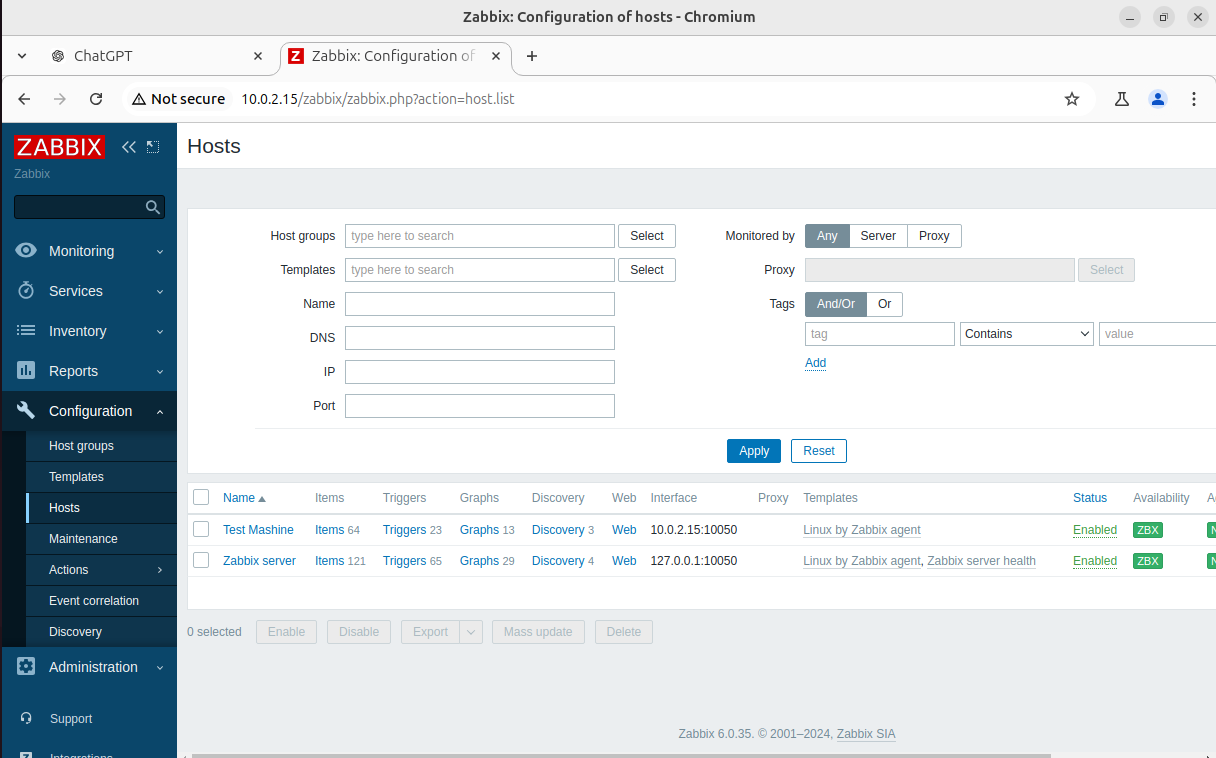 Zabbix: Configuration of hosts - Chromium
ChatGPT
Z Zabbix: Configuration of
Not secure 10.0.2.15/zabbix/zabbix.php?action=host.list
ZABBIX
Zabbix
Monitoring
Services
Inventory
Reports
Configuration
Host groups
Templates
Hosts
Maintenance
Actions
Event correlation
Discovery
Administration
Support
Integrations
Hosts
Host groups type here to search Select Monitored by Any Server Proxy
Templates type here to search Select Proxy Select
Name Tags And/Or Or
DNS tag Contains value
IP Add
Port
Apply Reset
Name Items Triggers Graphs Discovery Web Interface Proxy Templates Status Availability
Test Mashine Items 64 Triggers 23 Graphs 13 Discovery 3 Web 10.0.2.15:10050 Linux by Zabbix agent Enabled ZBX
Zabbix server Items 121 Triggers 65 Graphs 29 Discovery 4 Web 127.0.0.1:10050 Linux by Zabbix agent, Zabbix server health Enabled ZBX
0 selected Enable Disable Export Mass update Delete
Zabbix 6.0.35. © 2001–2024, Zabbix SIA